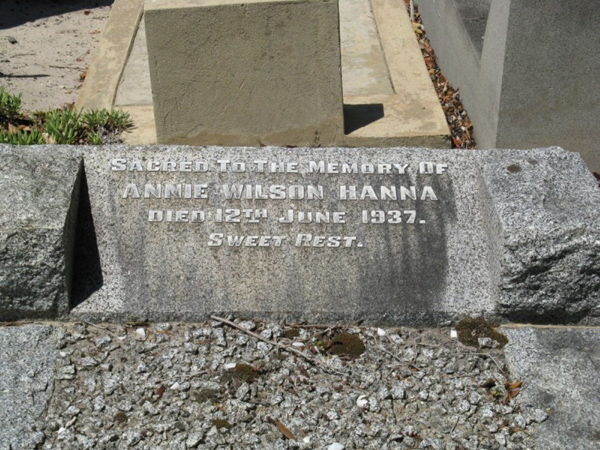 Sacred To The Memory Of
ANNIE WILSON HANNA
DIED 12TH JUNE 1937.
Sweet Rest.